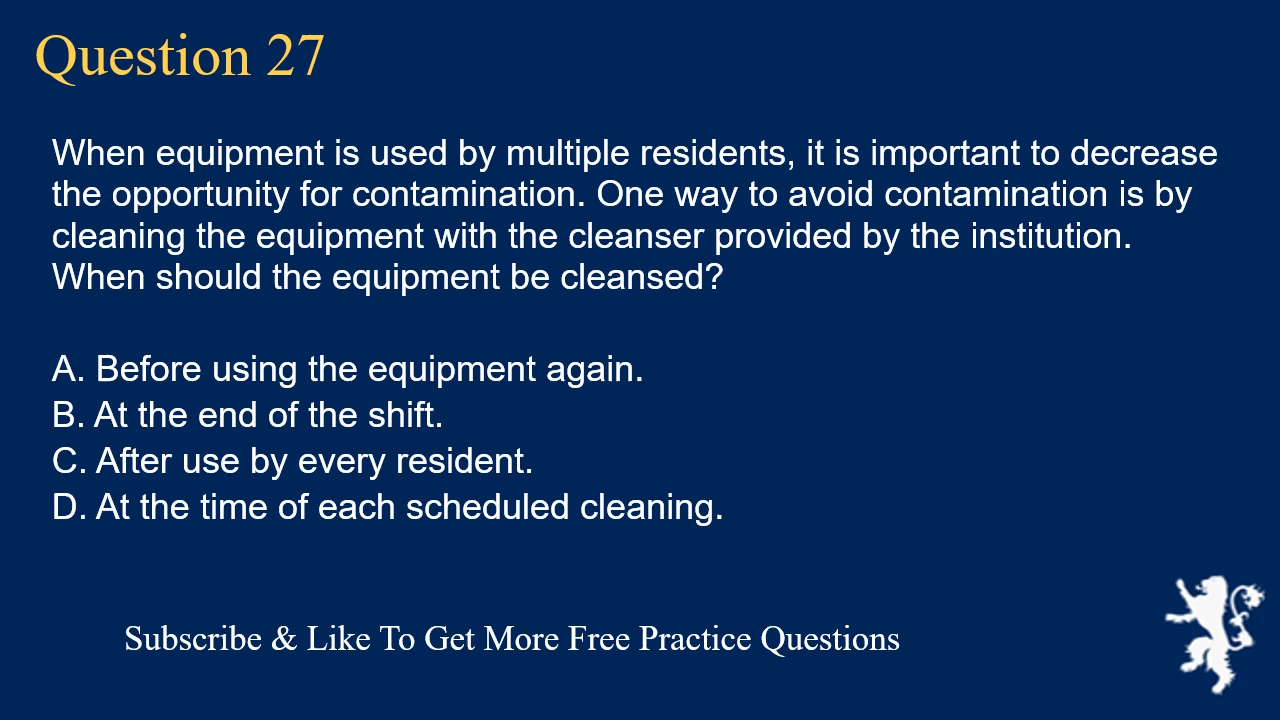 Question 27
When equipment is used by multiple residents, it is important to decrease
the opportunity for contamination. One way to avoid contamination is by
cleaning the equipment with the cleanser provided by the institution.
When should the equipment be cleansed?
A. Before using the equipment again.
B. At the end of the shift.
C. After use by every resident.
D. At the time of each scheduled cleaning.
Subscribe & Like To Get More Free Practice Questions